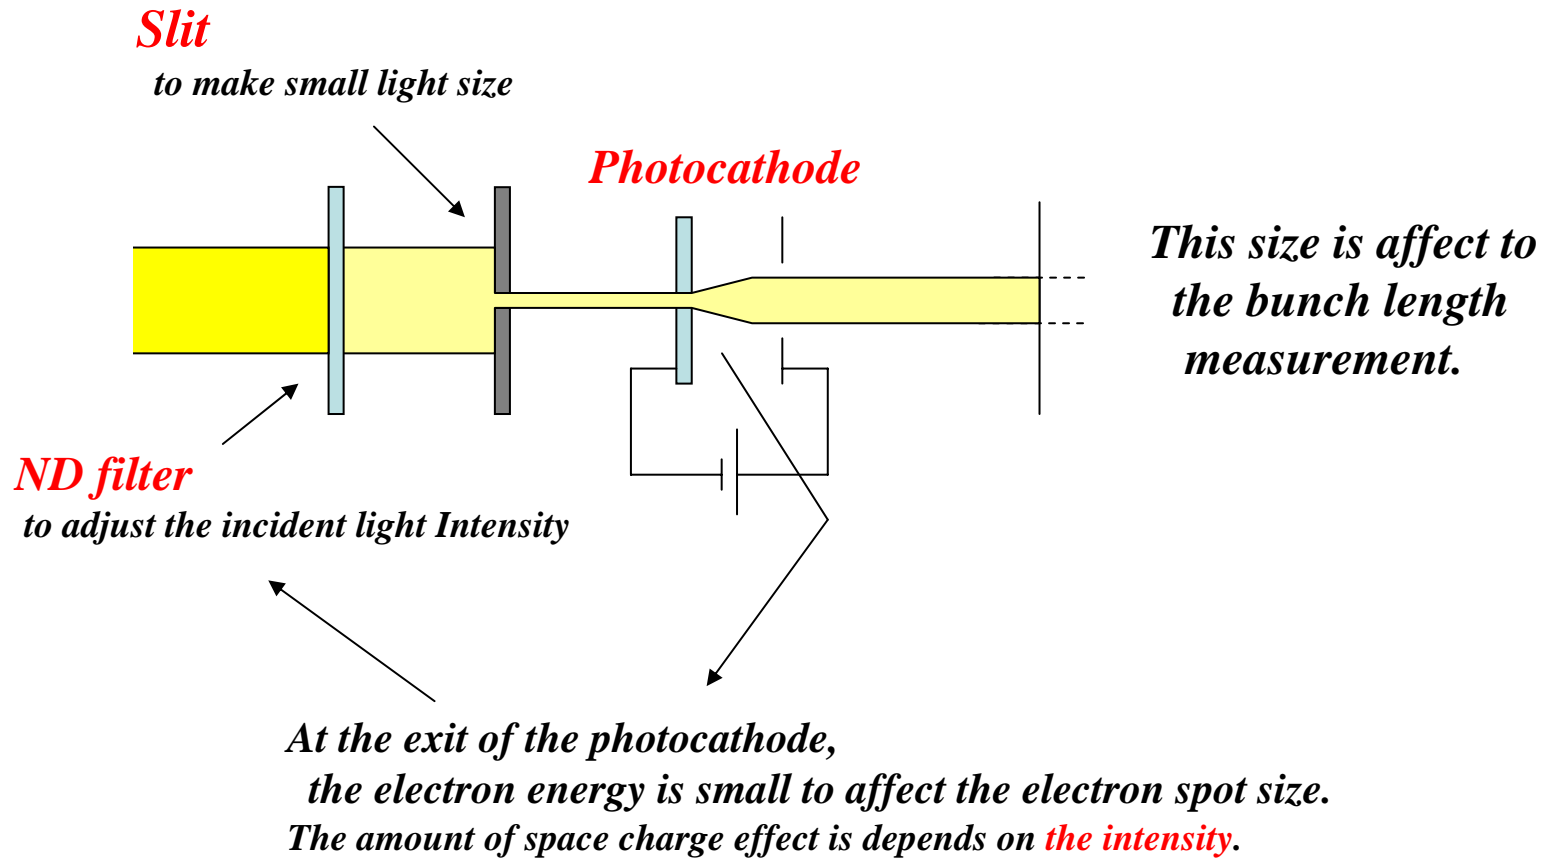 Slit
to make small light size
Photocathode
This size is affect to
the bunch length
measurement.
ND filter
to adjust the incident light Intensity
At the exit of the photocathode,
the electron energy is small to affect the electron spot size.
The amount of space charge effect is depends on the intensity.